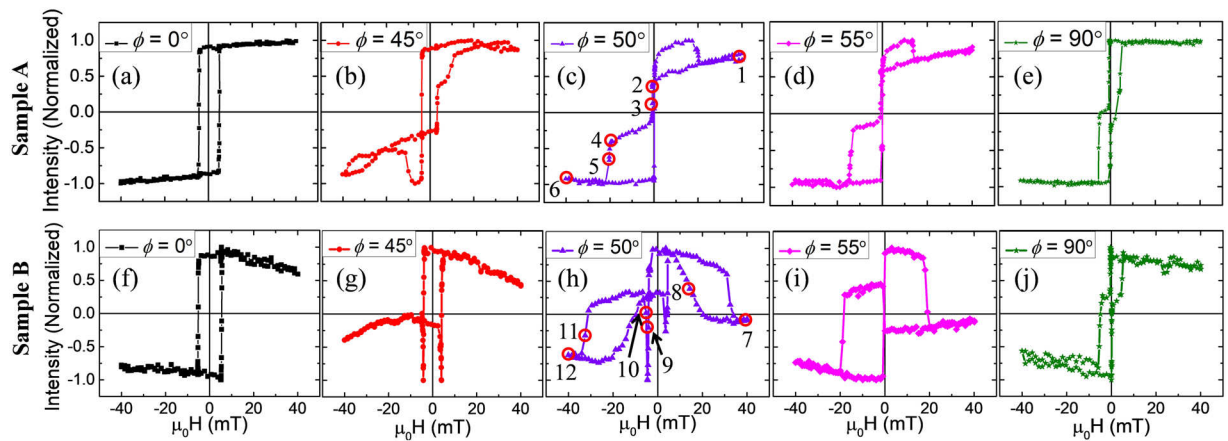 Sample A
Intensity (Normalized)
1.0
0.5
0.0
-0.5
-1.0
ϕ = 0°
(a)
ϕ = 45°
(b)
ϕ = 50°
(c)
1
2
3
4
5
6
ϕ = 55°
(d)
ϕ = 90°
(e)
Sample B
Intensity (Normalized)
1.0
0.5
0.0
-0.5
-1.0
ϕ = 0°
(f)
ϕ = 45°
(g)
ϕ = 50°
(h)
8
7
11
12
10
9
ϕ = 55°
(i)
ϕ = 90°
(j)
-40 -20 0 20 40
-40 -20 0 20 40
-40 -20 0 20 40
-40 -20 0 20 40
-40 -20 0 20 40
μ₀H (mT)
μ₀H (mT)
μ₀H (mT)
μ₀H (mT)
μ₀H (mT)